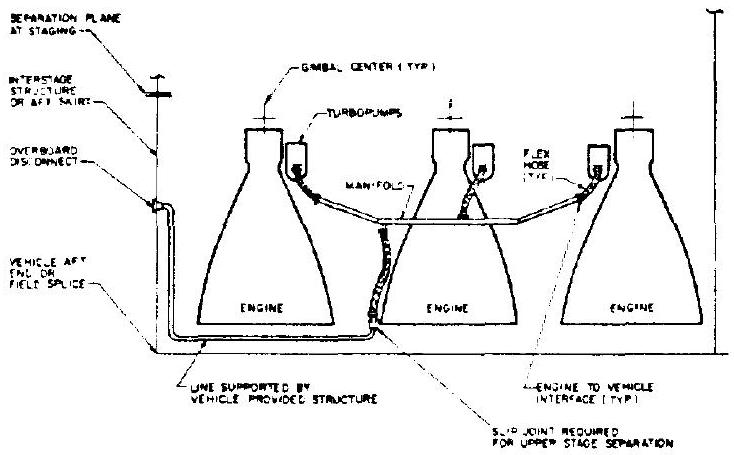 SEPARATION PLANE
AT STAGING
GIMBAL CENTER (TYP.)
INTERSTAGE
STRUCTURE
OR AFT SKIRT
TURBOPUMPS
OVERBOARD
DISCONNECT
FLEX
HOSE
(TYP.)
MANIFOLD
VEHICLE AFT
END OR
FIELD SPLICE
ENGINE
ENGINE
ENGINE
LINE SUPPORTED BY
VEHICLE PROVIDED STRUCTURE
ENGINE TO VEHICLE
INTERFACE (TYP.)
SLIP JOINT REQUIRED
FOR UPPER STAGE SEPARATION